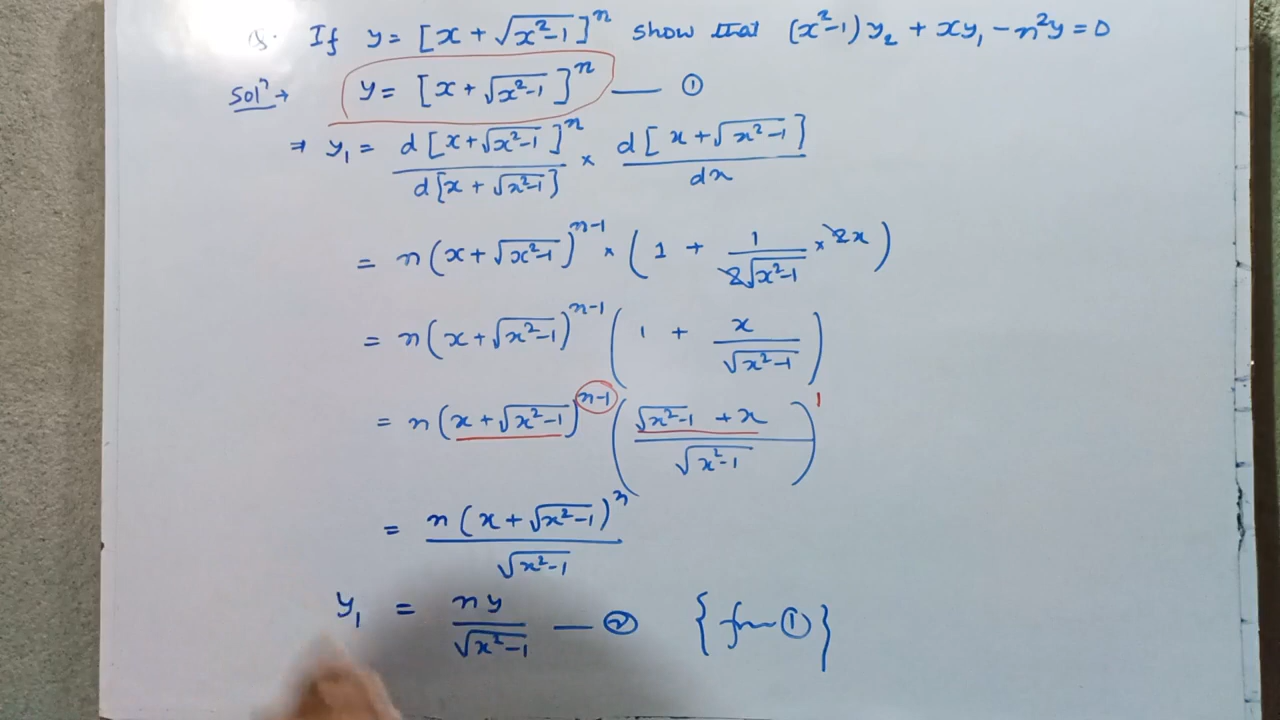 Q. If y = [x + √(x²-1)]ⁿ show that (x²-1) y₂ + xy₁ - n²y = 0
Solⁿ → y = [x + √(x²-1)]ⁿ — ①
⇒ y₁ = d[x+√(x²-1)]ⁿ / d[x + √(x²-1)] × d[x + √(x²-1)] / dx
= n(x+√(x²-1))ⁿ⁻¹ × (1 + 1/(2√(x²-1)) × 2x)
= n(x+√(x²-1))ⁿ⁻¹ (1 + x/√(x²-1))
= n(x+√(x²-1))ⁿ⁻¹ ((√(x²-1) + x)/√(x²-1))¹
= n(x+√(x²-1))ⁿ / √(x²-1)
y₁ = ny/√(x²-1) — ② {from ①}